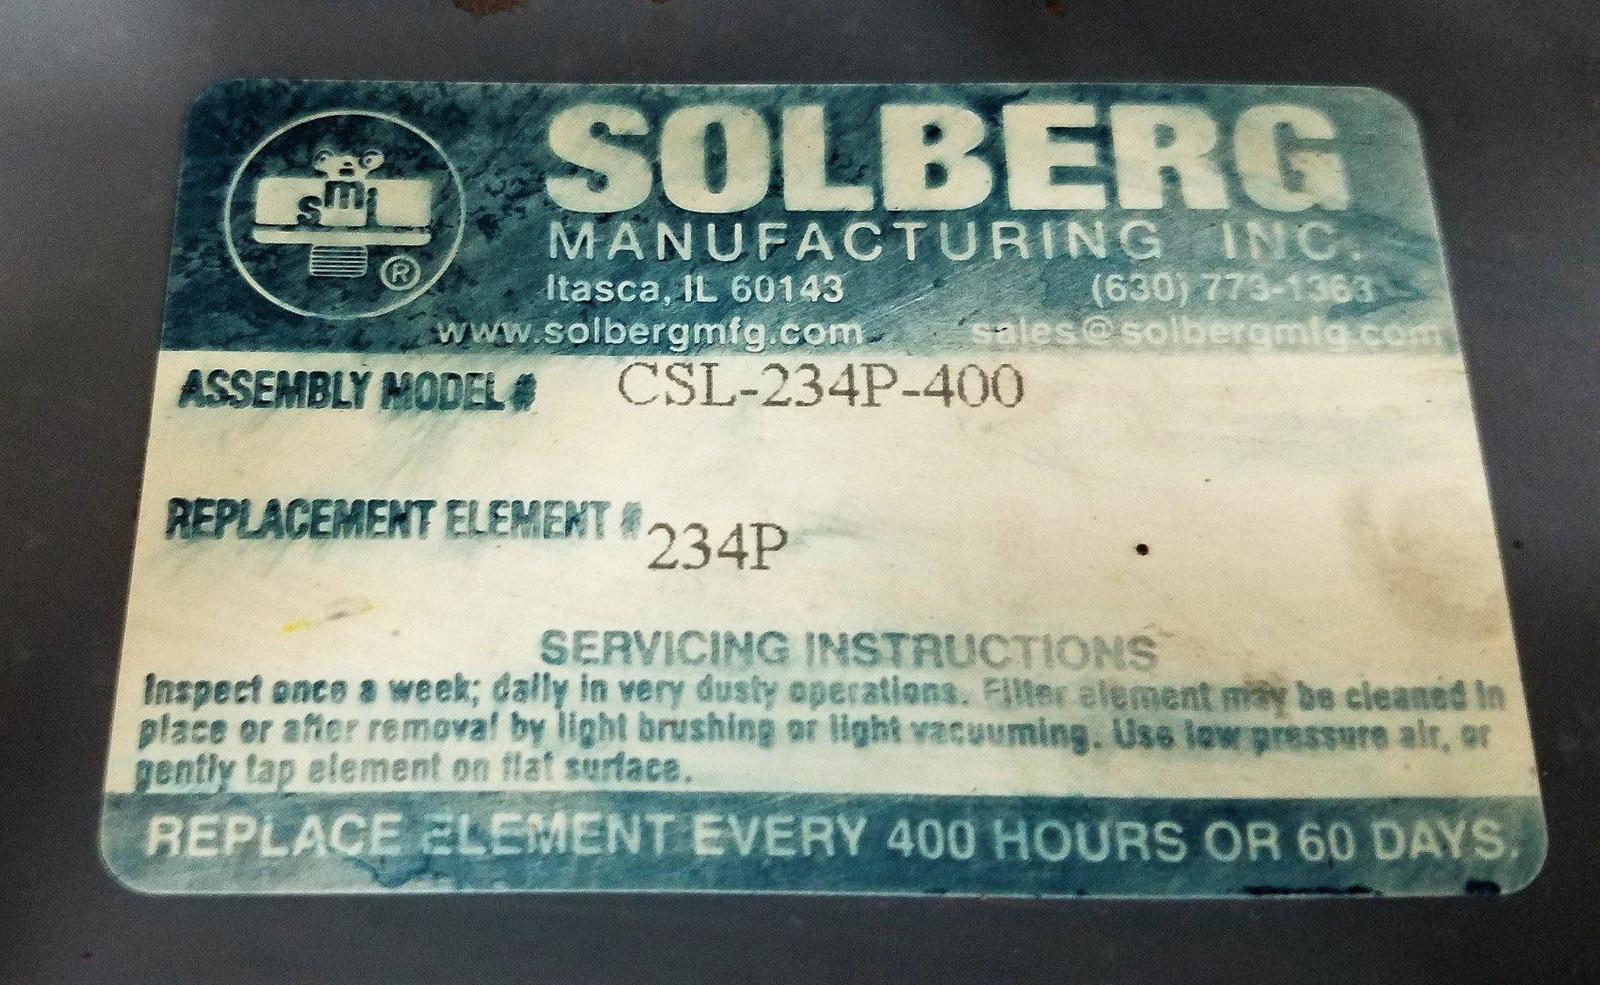 smi
®
SOLBERG
MANUFACTURING INC.
Itasca, IL 60143 (630) 773-1363
www.solbergmfg.com sales@solbergmfg.com
ASSEMBLY MODEL # CSL-234P-400
REPLACEMENT ELEMENT # 234P
SERVICING INSTRUCTIONS
Inspect once a week; daily in very dusty operations. Filter element may be cleaned in
place or after removal by light brushing or light vacuuming. Use low pressure air, or
gently tap element on flat surface.
REPLACE ELEMENT EVERY 400 HOURS OR 60 DAYS.